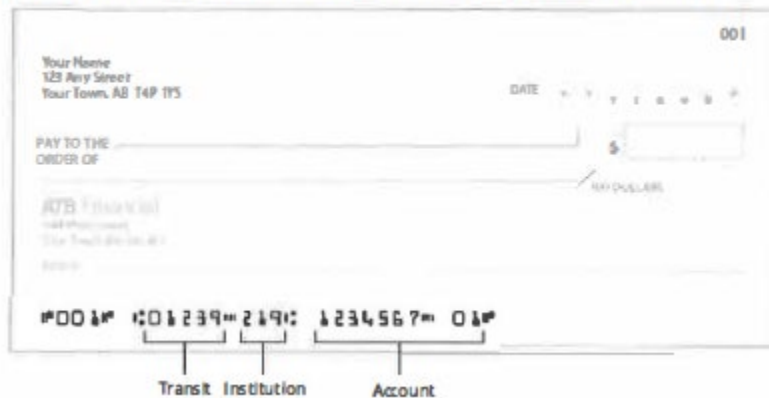 001
Your Name
123 Any Street
Your Town, AB T4P 1Y5
DATE
PAY TO THE
ORDER OF
$
ATB Financial
⑈001⑈ ⑆01239⑉219⑆ 1234567⑉ 01⑈
Transit Institution Account